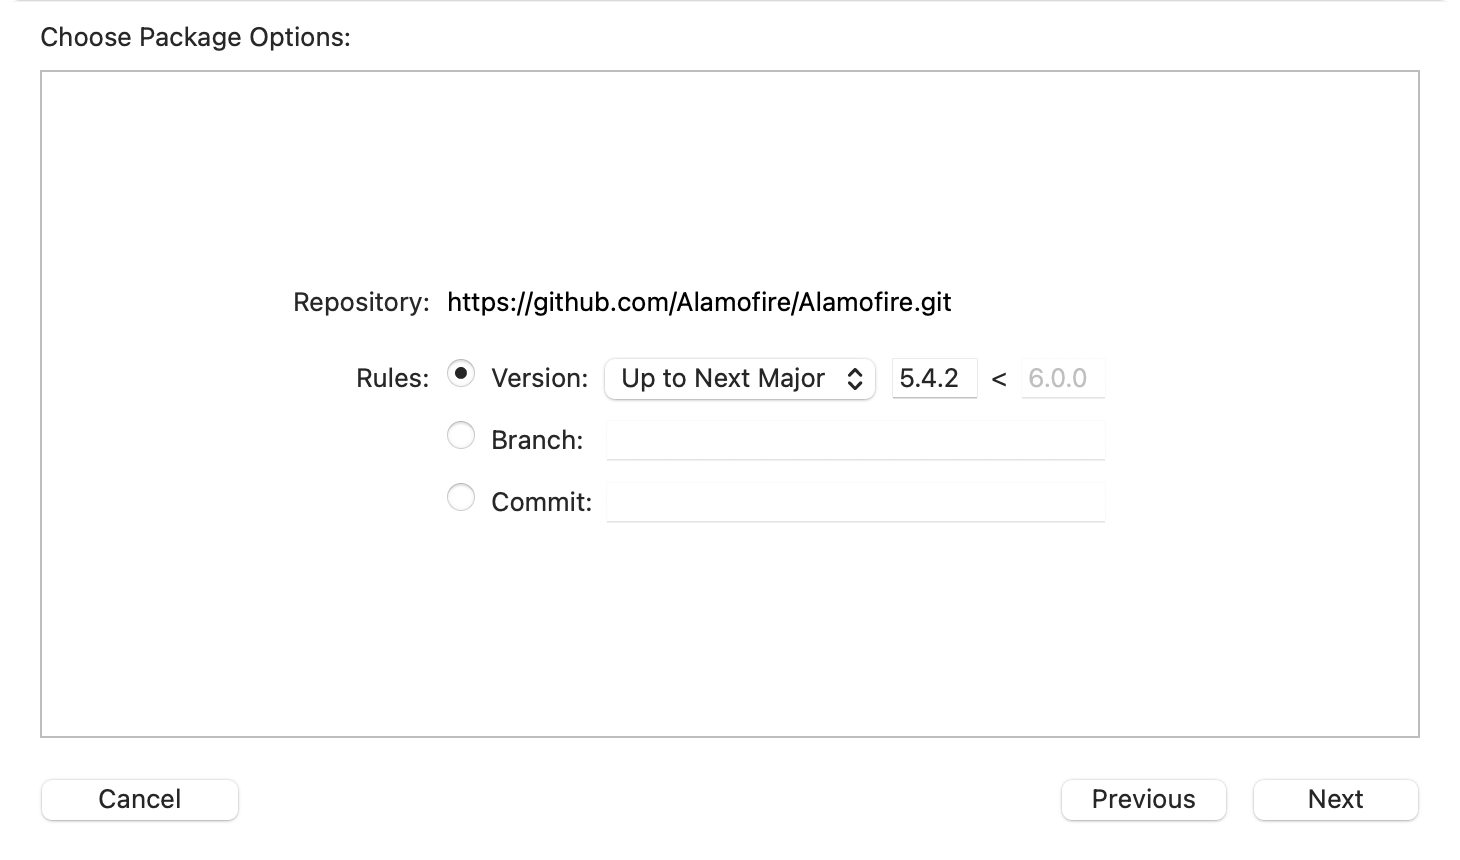 Choose Package Options:
Repository: https://github.com/Alamofire/Alamofire.git
Rules: Version: Up to Next Major 5.4.2 < 6.0.0
Branch:
Commit:
Cancel Previous Next